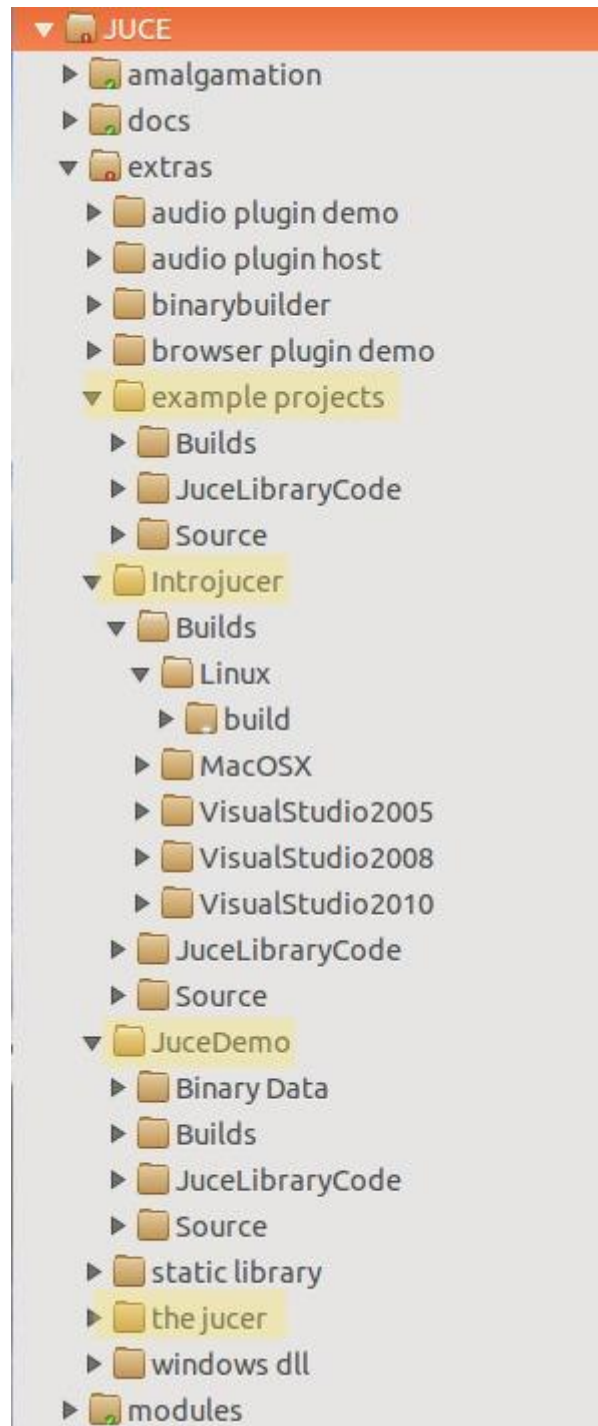 JUCE
amalgamation
docs
extras
audio plugin demo
audio plugin host
binarybuilder
browser plugin demo
example projects
Builds
JuceLibraryCode
Source
Introjucer
Builds
Linux
build
MacOSX
VisualStudio2005
VisualStudio2008
VisualStudio2010
JuceLibraryCode
Source
JuceDemo
Binary Data
Builds
JuceLibraryCode
Source
static library
the jucer
windows dll
modules